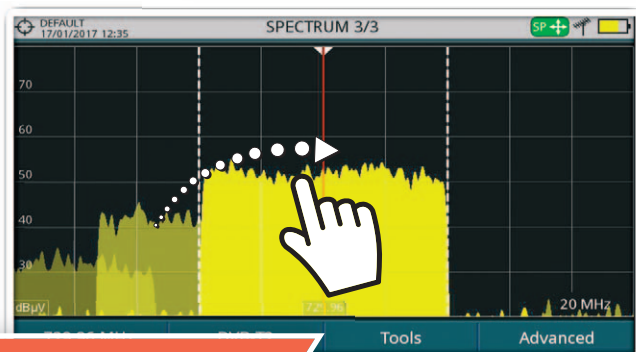 DEFAULT
17/01/2017 12:35
SPECTRUM 3/3
SP
70
60
50
40
30
dBµV
20 MHz
Tools
Advanced